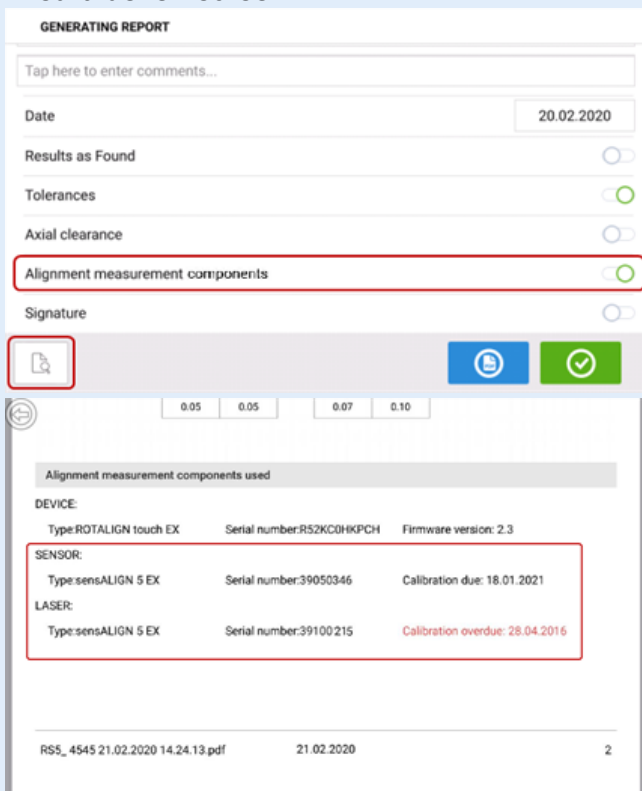 GENERATING REPORT
Tap here to enter comments...
Date 20.02.2020
Results as Found
Tolerances
Axial clearance
Alignment measurement components
Signature
0.05 0.05 0.07 0.10
Alignment measurement components used
DEVICE:
Type:ROTALIGN touch EX Serial number:R52KC0HKPCH Firmware version: 2.3
SENSOR:
Type:sensALIGN 5 EX Serial number:39050346 Calibration due: 18.01.2021
LASER:
Type:sensALIGN 5 EX Serial number:39100215 Calibration overdue: 28.04.2016
RS5_ 4545 21.02.2020 14.24.13.pdf 21.02.2020 2